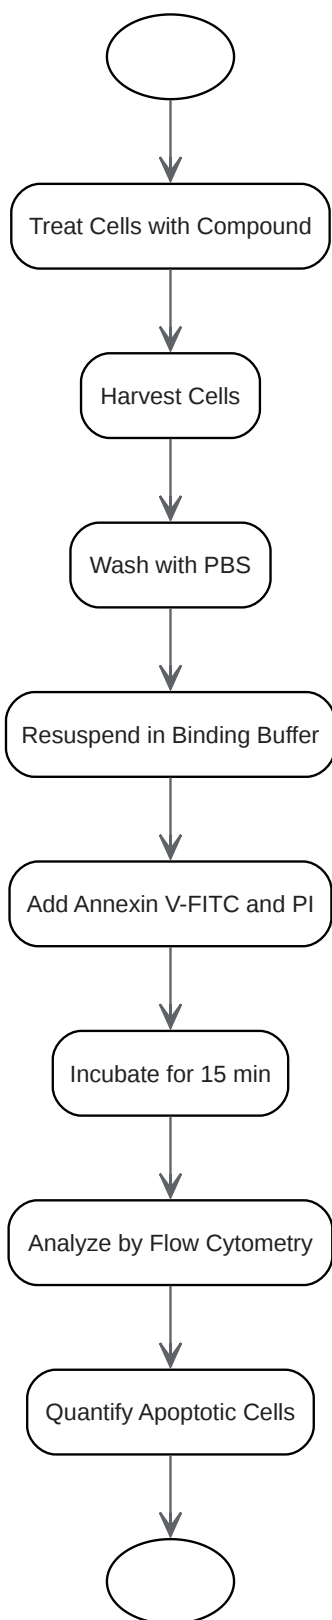 Treat Cells with Compound
Harvest Cells
Wash with PBS
Resuspend in Binding Buffer
Add Annexin V-FITC and PI
Incubate for 15 min
Analyze by Flow Cytometry
Quantify Apoptotic Cells